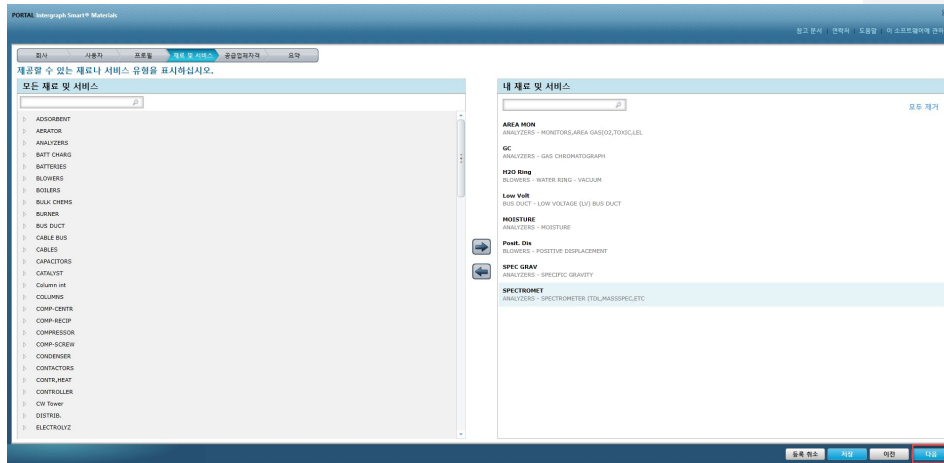 PORTAL Intergraph Smart® Materials
참고 문서 | 연락처 | 도움말 | 이 소프트웨어에 관하
회사 사용자 프로필 재료 및 서비스 공급업체자격 요약
제공할 수 있는 재료나 서비스 유형을 표시하십시오.
모든 재료 및 서비스
ADSORBENT
AERATOR
ANALYZERS
BATT CHARG
BATTERIES
BLOWERS
BOILERS
BULK CHEMS
BURNER
BUS DUCT
CABLE BUS
CABLES
CAPACITORS
CATALYST
Column int
COLUMNS
COMP-CENTR
COMP-RECIP
COMPRESSOR
COMP-SCREW
CONDENSER
CONTACTORS
CONTR,HEAT
CONTROLLER
CW Tower
DISTRIB.
ELECTROLYZ
내 재료 및 서비스
모두 제거
AREA MON
ANALYZERS - MONITORS,AREA GAS(O2,TOXIC,LEL
GC
ANALYZERS - GAS CHROMATOGRAPH
H2O Ring
BLOWERS - WATER RING - VACUUM
Low Volt
BUS DUCT - LOW VOLTAGE (LV) BUS DUCT
MOISTURE
ANALYZERS - MOISTURE
Posit. Dis
BLOWERS - POSITIVE DISPLACEMENT
SPEC GRAV
ANALYZERS - SPECIFIC GRAVITY
SPECTROMET
ANALYZERS - SPECTROMETER (TDL,MASSSPEC,ETC
등록 취소 저장 이전 다음